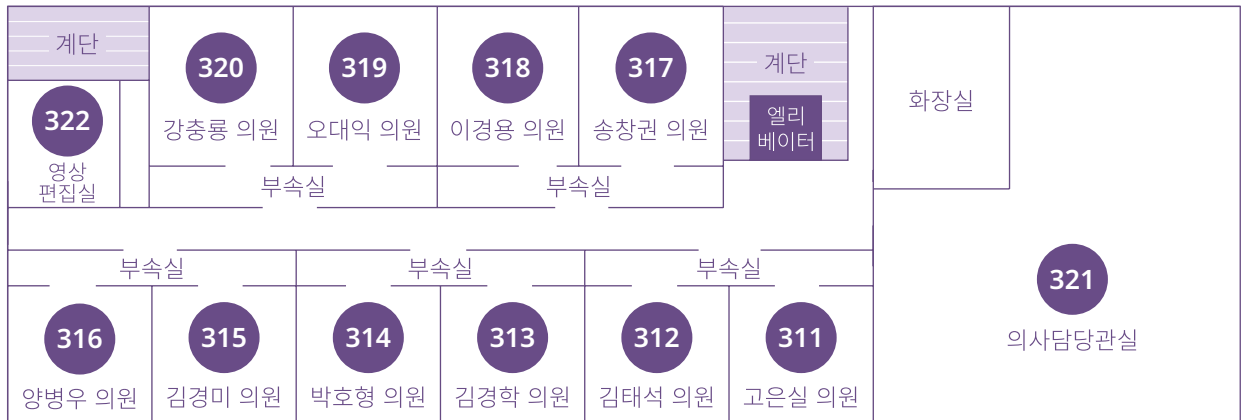 계단
320
강충룡 의원
319
오대익 의원
318
이경용 의원
317
송창권 의원
계단
엘리
베이터
화장실
322
영상
편집실
부속실
부속실
부속실
부속실
부속실
316
양병우 의원
315
김경미 의원
314
박호형 의원
313
김경학 의원
312
김태석 의원
311
고은실 의원
321
의사담당관실